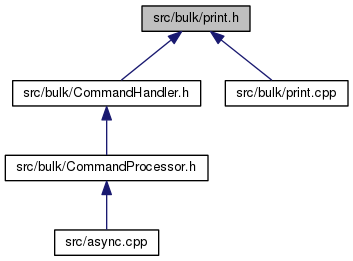 src/bulk/print.h
src/bulk/CommandHandler.h
src/bulk/print.cpp
src/bulk/CommandProcessor.h
src/async.cpp